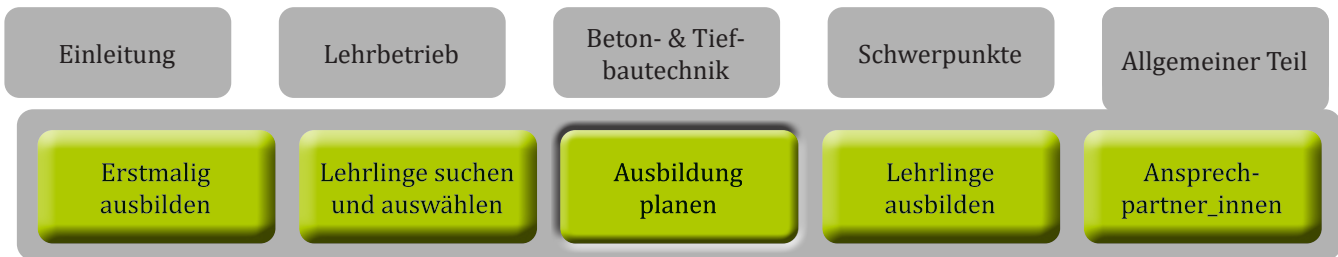 Einleitung
Lehrbetrieb
Beton- & Tief-
bautechnik
Schwerpunkte
Allgemeiner Teil
Erstmalig
ausbilden
Lehrlinge suchen
und auswählen
Ausbildung
planen
Lehrlinge
ausbilden
Ansprech-
partner_innen